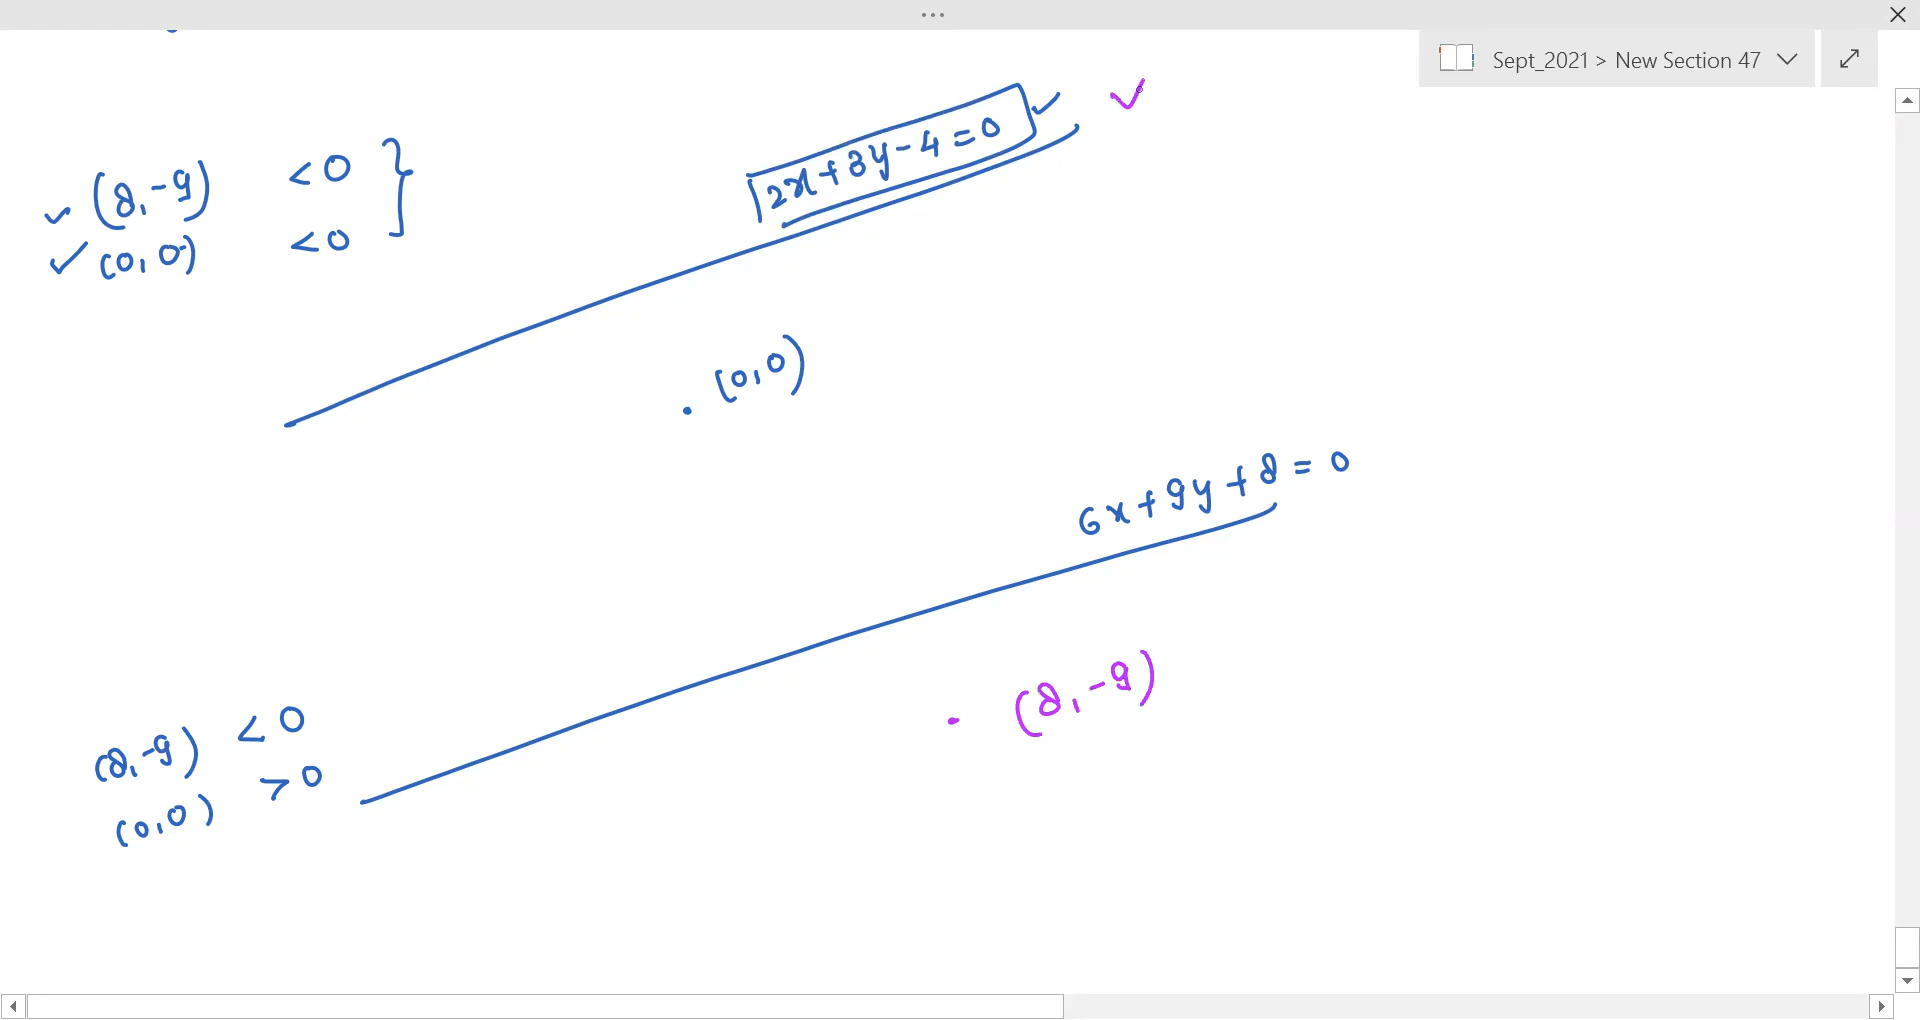 Sept_2021 > New Section 47
2x+3y-4=0
(8,-9) <0
(0,0) <0
(0,0)
6x+9y+8=0
(8,-9)
(8,-9) <0
(0,0) >0